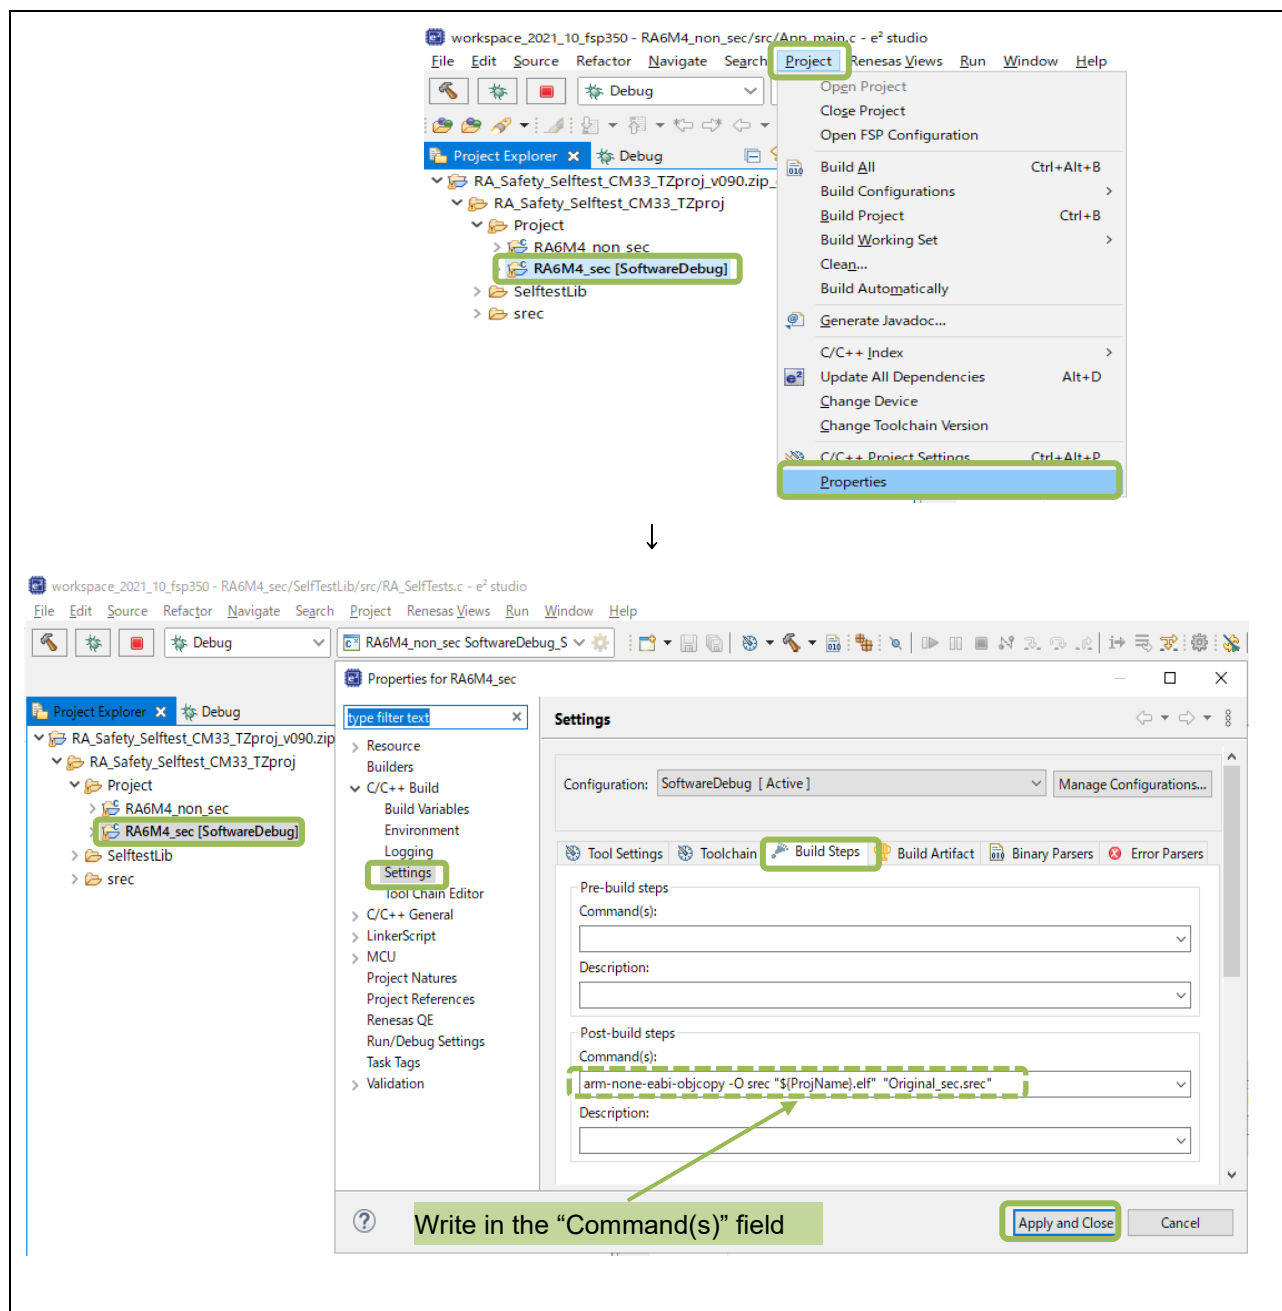 workspace_2021_10_fsp350 - RA6M4_non_sec/src/App_main.c - e² studio
File Edit Source Refactor Navigate Search Project Renesas Views Run Window Help
Debug
Open Project
Close Project
Open FSP Configuration
Project Explorer Debug
Build All Ctrl+Alt+B
RA_Safety_Selftest_CM33_TZproj_v090.zip_
Build Configurations
RA_Safety_Selftest_CM33_TZproj
Build Project Ctrl+B
Project
Build Working Set
RA6M4_non_sec
Clean...
RA6M4_sec [SoftwareDebug]
Build Automatically
SelftestLib
srec
Generate Javadoc...
C/C++ Index
Update All Dependencies Alt+D
Change Device
Change Toolchain Version
C/C++ Project Settings Ctrl+Alt+P
Properties
↓
workspace_2021_10_fsp350 - RA6M4_sec/SelfTestLib/src/RA_SelfTests.c - e² studio
File Edit Source Refactor Navigate Search Project Renesas Views Run Window Help
Debug RA6M4_non_sec SoftwareDebug_S
Properties for RA6M4_sec
Project Explorer Debug
type filter text
Settings
RA_Safety_Selftest_CM33_TZproj_v090.zip
RA_Safety_Selftest_CM33_TZproj
Project
RA6M4_non_sec
RA6M4_sec [SoftwareDebug]
SelftestLib
srec
Resource
Builders
C/C++ Build
Build Variables
Environment
Logging
Settings
Tool Chain Editor
C/C++ General
LinkerScript
MCU
Project Natures
Project References
Renesas QE
Run/Debug Settings
Task Tags
Validation
Configuration: SoftwareDebug [ Active ] Manage Configurations...
Tool Settings Toolchain Build Steps Build Artifact Binary Parsers Error Parsers
Pre-build steps
Command(s):
Description:
Post-build steps
Command(s):
arm-none-eabi-objcopy -O srec "${ProjName}.elf" "Original_sec.srec"
Description:
Write in the “Command(s)” field
Apply and Close Cancel